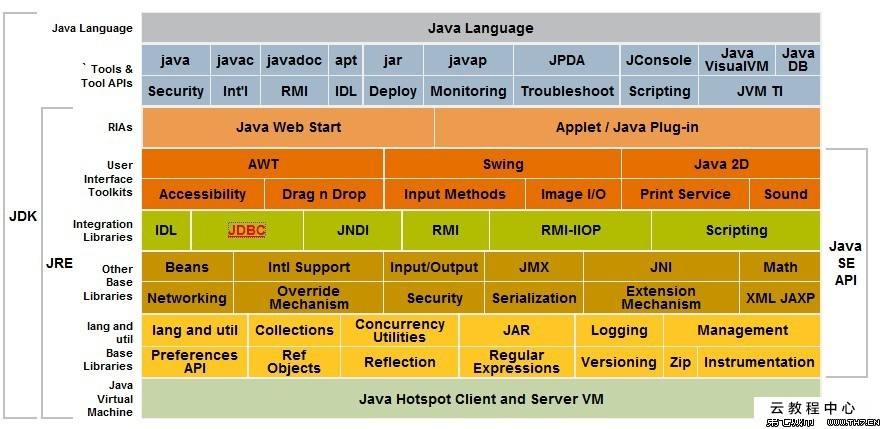 Java Language
Java Language
` Tools &
Tool APIs
java javac javadoc apt jar javap JPDA JConsole Java VisualVM Java DB
Security Int'l RMI IDL Deploy Monitoring Troubleshoot Scripting JVM TI
RIAs
Java Web Start Applet / Java Plug-in
User
Interface
Toolkits
AWT Swing Java 2D
Accessibility Drag n Drop Input Methods Image I/O Print Service Sound
Integration
Libraries
IDL JDBC JNDI RMI RMI-IIOP Scripting
JDK
JRE
Java
SE
API
Other
Base
Libraries
Beans Intl Support Input/Output JMX JNI Math
Networking Override Mechanism Security Serialization Extension Mechanism XML JAXP
lang and
util
Base
Libraries
lang and util Collections Concurrency Utilities JAR Logging Management
Preferences API Ref Objects Reflection Regular Expressions Versioning Zip Instrumentation
Java
Virtual
Machine
Java Hotspot Client and Server VM
云教程中心
WWW.TH7.CN